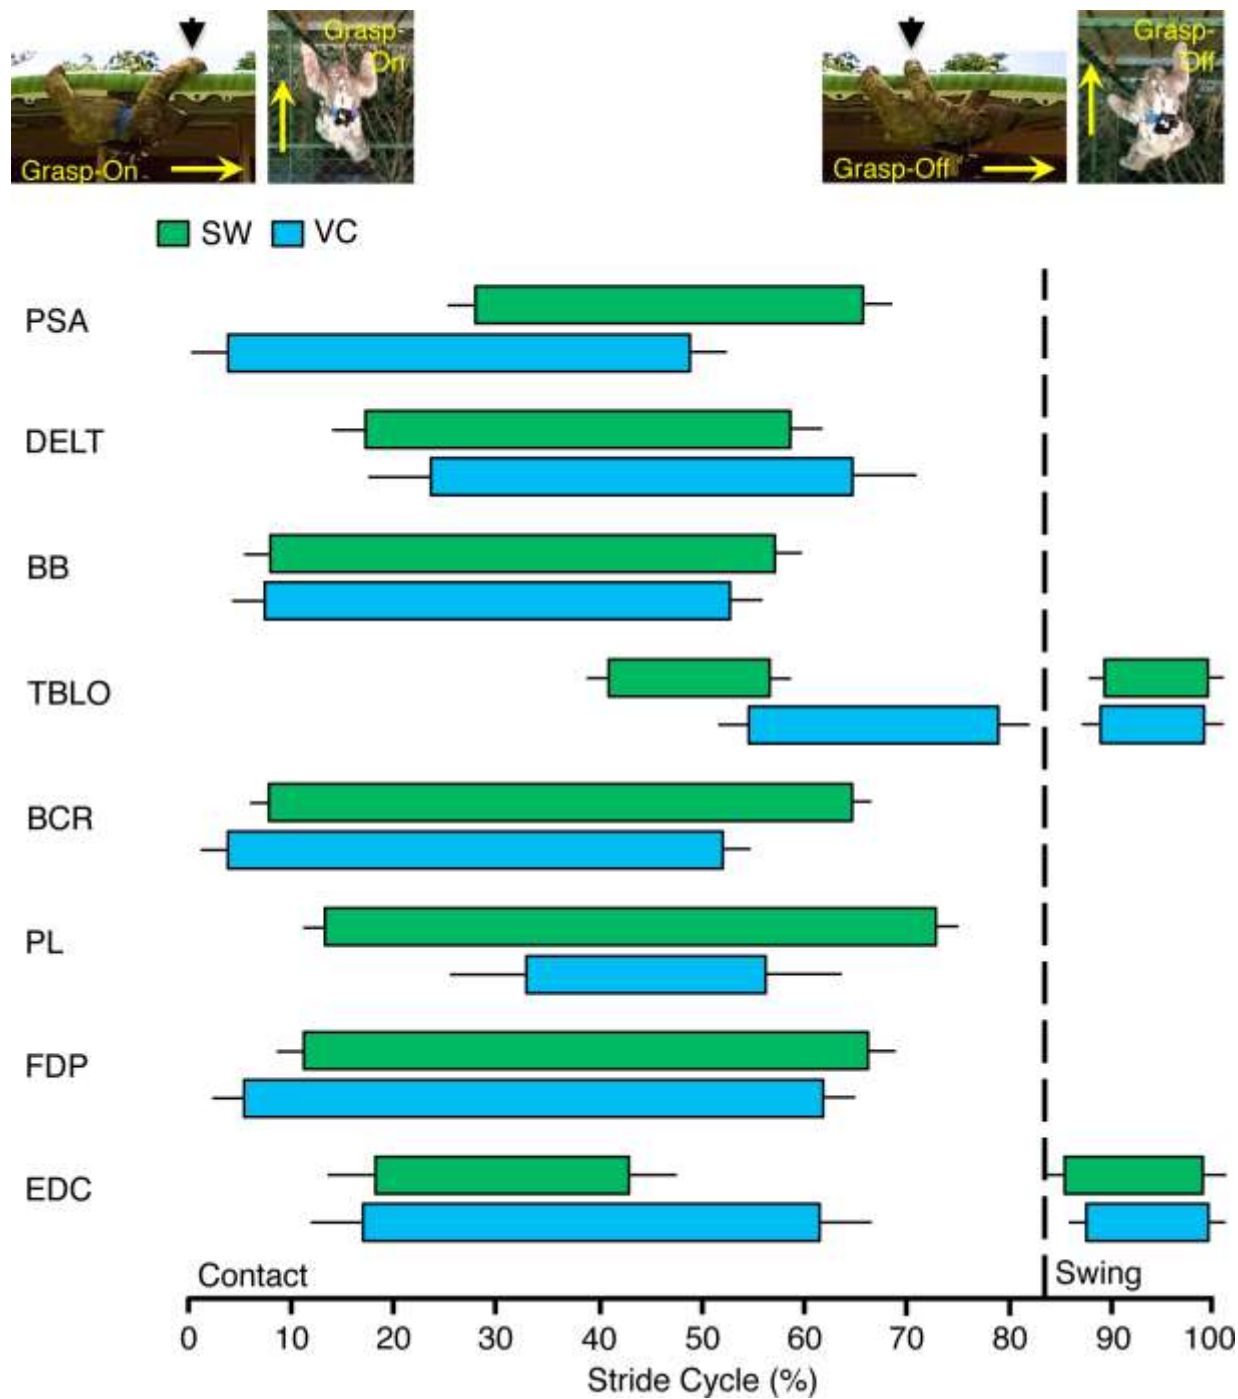 Grasp-On
Grasp-
On
Grasp-Off
Grasp-
Off
SW VC
PSA
DELT
BB
TBLO
BCR
PL
FDP
EDC
Contact Swing
0 10 20 30 40 50 60 70 80 90 100
Stride Cycle (%)